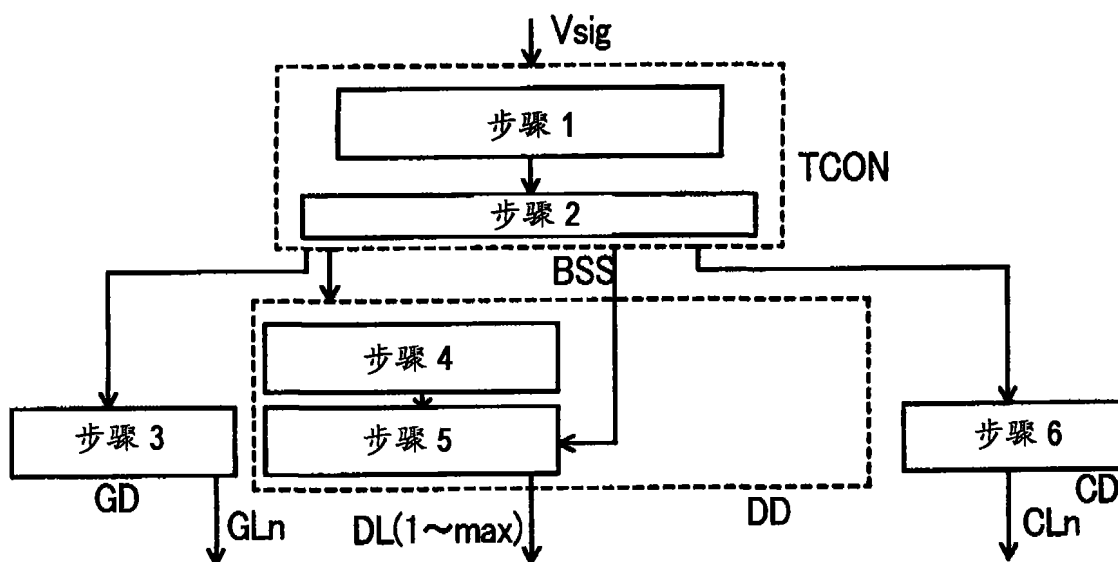 Vsig
步骤 1
TCON
步骤 2
BSS
步骤 4
步骤 3
步骤 5
步骤 6
GD
DD
CD
GLn
DL(1～max)
CLn